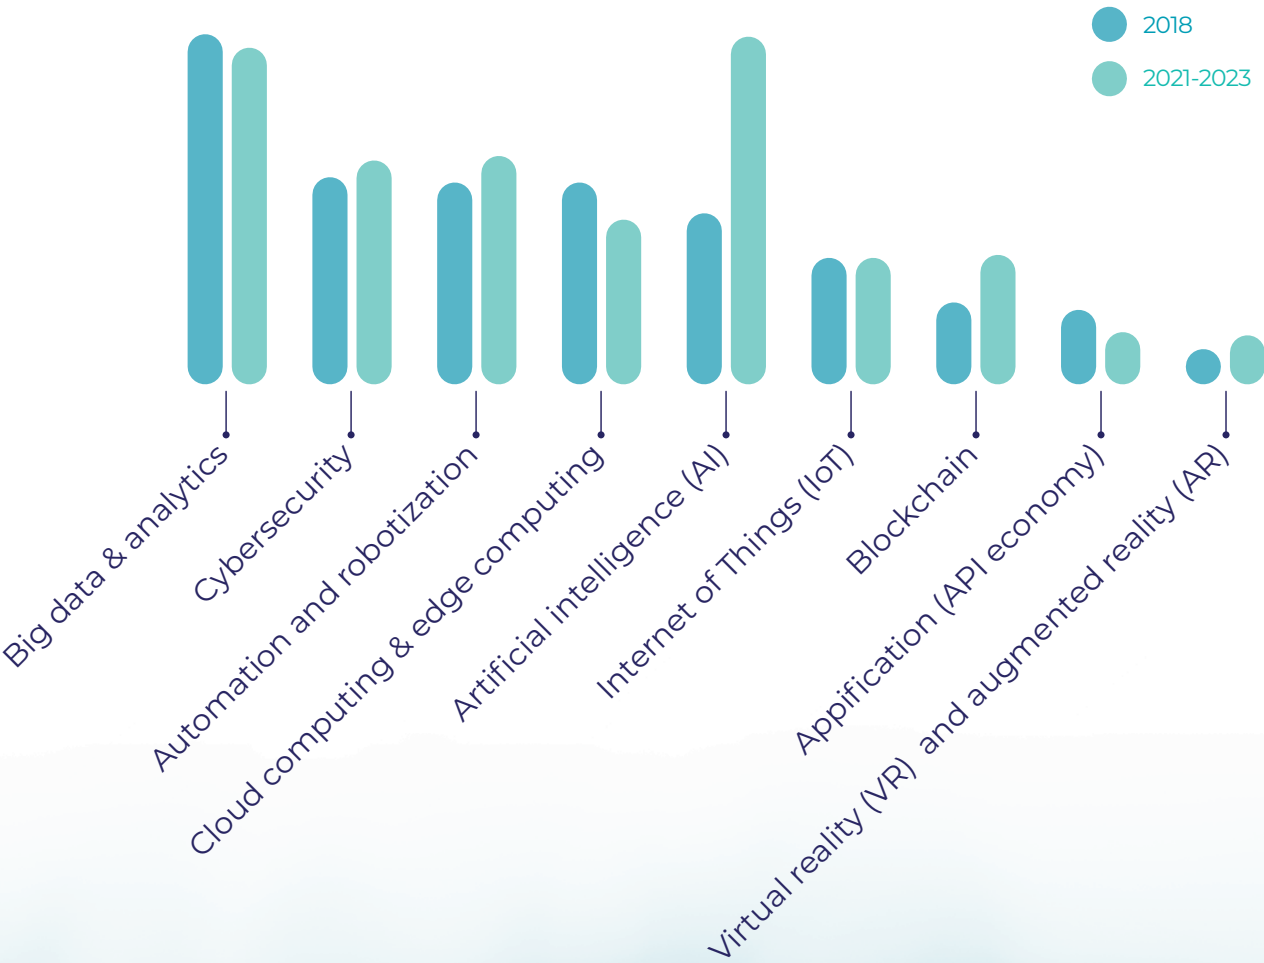 2018
2021-2023
Big data & analytics
Cybersecurity
Automation and robotization
Cloud computing & edge computing
Artificial intelligence (AI)
Internet of Things (IoT)
Blockchain
Appification (API economy)
Virtual reality (VR)  and augmented reality (AR)